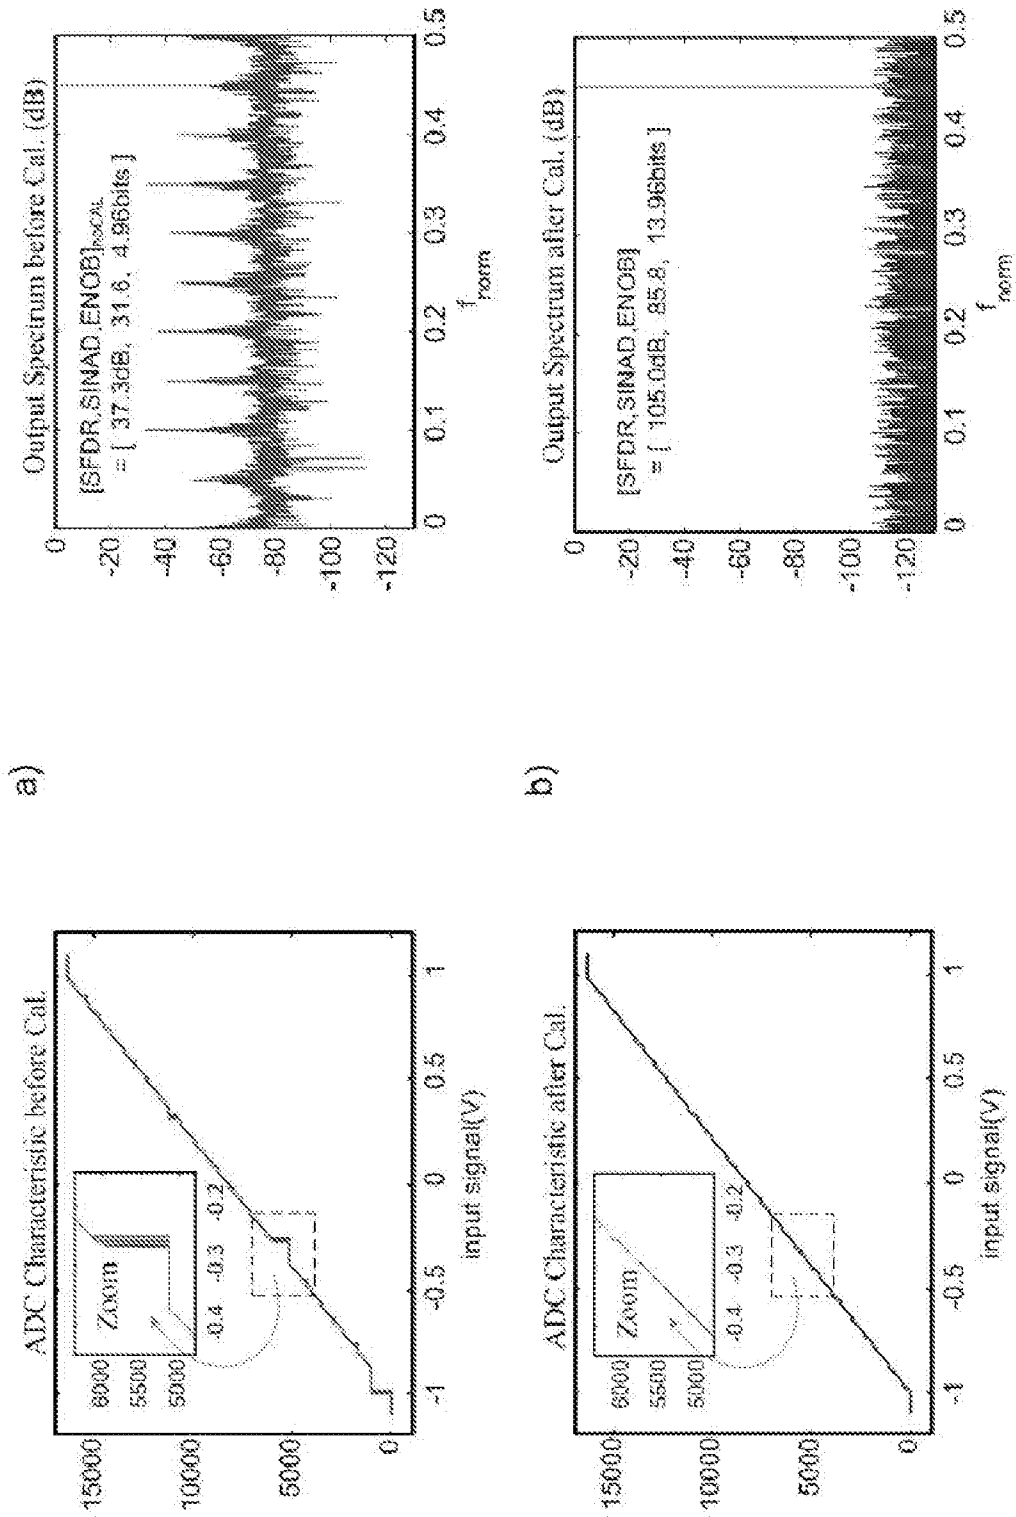 a)
ADC Characteristic before Cal.
15000
10000
5000
0
Zoom
6000
5500
5000
-0.4 -0.3 -0.2
-1 -0.5 0 0.5 1
input signal(V)
Output Spectrum before Cal. (dB)
0
-20
-40
-60
-80
-100
-120
[SFDR,SINAD,ENOB]noCAL
= [ 37.3dB, 31.6, 4.96bits ]
0 0.1 0.2 0.3 0.4 0.5
fnorm
b)
ADC Characteristic after Cal.
15000
10000
5000
0
Zoom
6000
5500
5000
-0.4 -0.3 -0.2
-1 -0.5 0 0.5 1
input signal(V)
Output Spectrum after Cal. (dB)
0
-20
-40
-60
-80
-100
-120
[SFDR,SINAD,ENOB]
= [ 105.0dB, 85.8, 13.96bits ]
0 0.1 0.2 0.3 0.4 0.5
fnorm